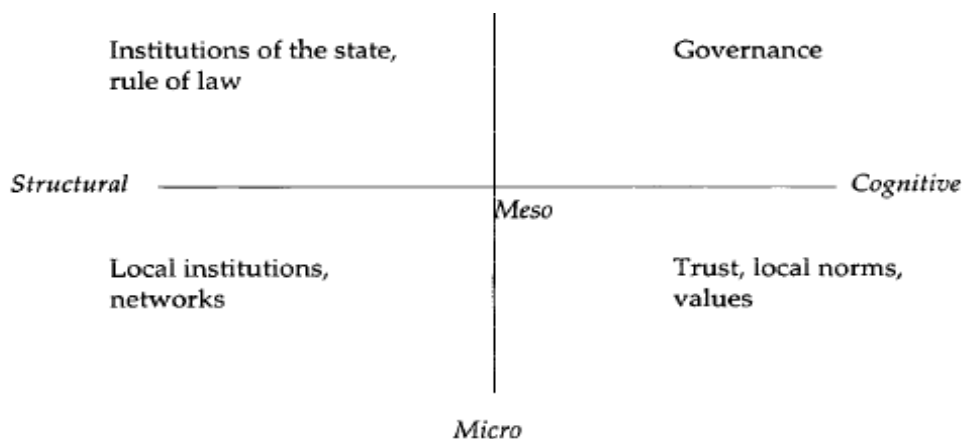 Institutions of the state,
rule of law
Governance
Structural
Cognitive
Meso
Local institutions,
networks
Trust, local norms,
values
Micro